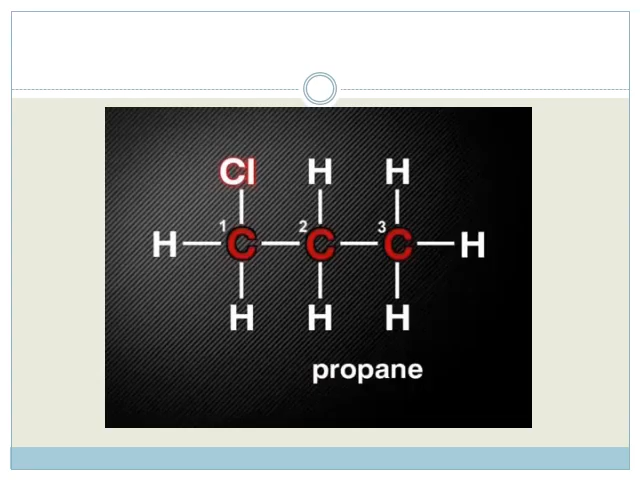 Cl H H
1 2 3
H C C C H
H H H
propane